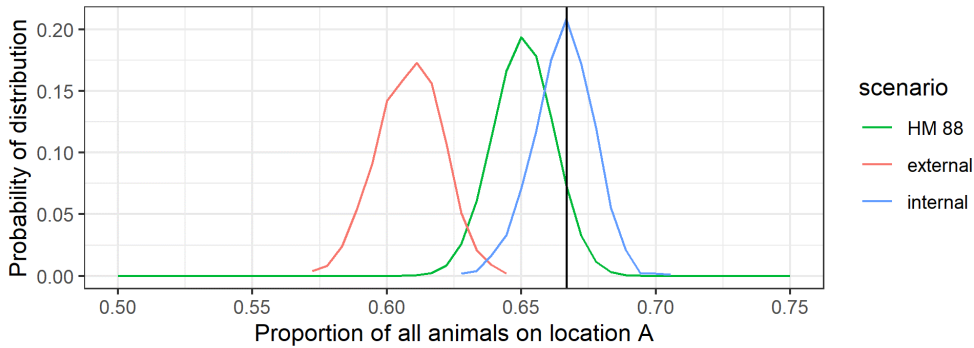 Probability of distribution
0.20
0.15
0.10
0.05
0.00
0.50
0.55
0.60
0.65
0.70
0.75
Proportion of all animals on location A
scenario
HM 88
external
internal